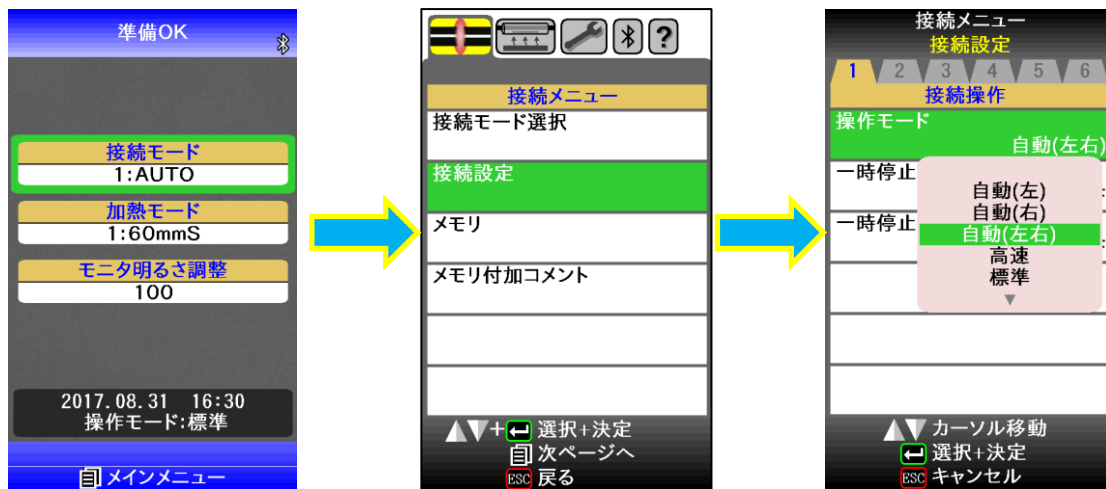 準備OK
接続モード
1:AUTO
加熱モード
1:60mmS
モニタ明るさ調整
100
2017.08.31 16:30
操作モード:標準
メインメニュー
?
接続メニュー
接続モード選択
接続設定
メモリ
メモリ付加コメント
+ 選択+決定
次ページへ
ESC 戻る
接続メニュー
接続設定
1 2 3 4 5 6
接続操作
操作モード
自動(左右)
一時停止
自動(左)
自動(右)
一時停止
自動(左右)
高速
標準
▼
カーソル移動
選択+決定
ESC キャンセル